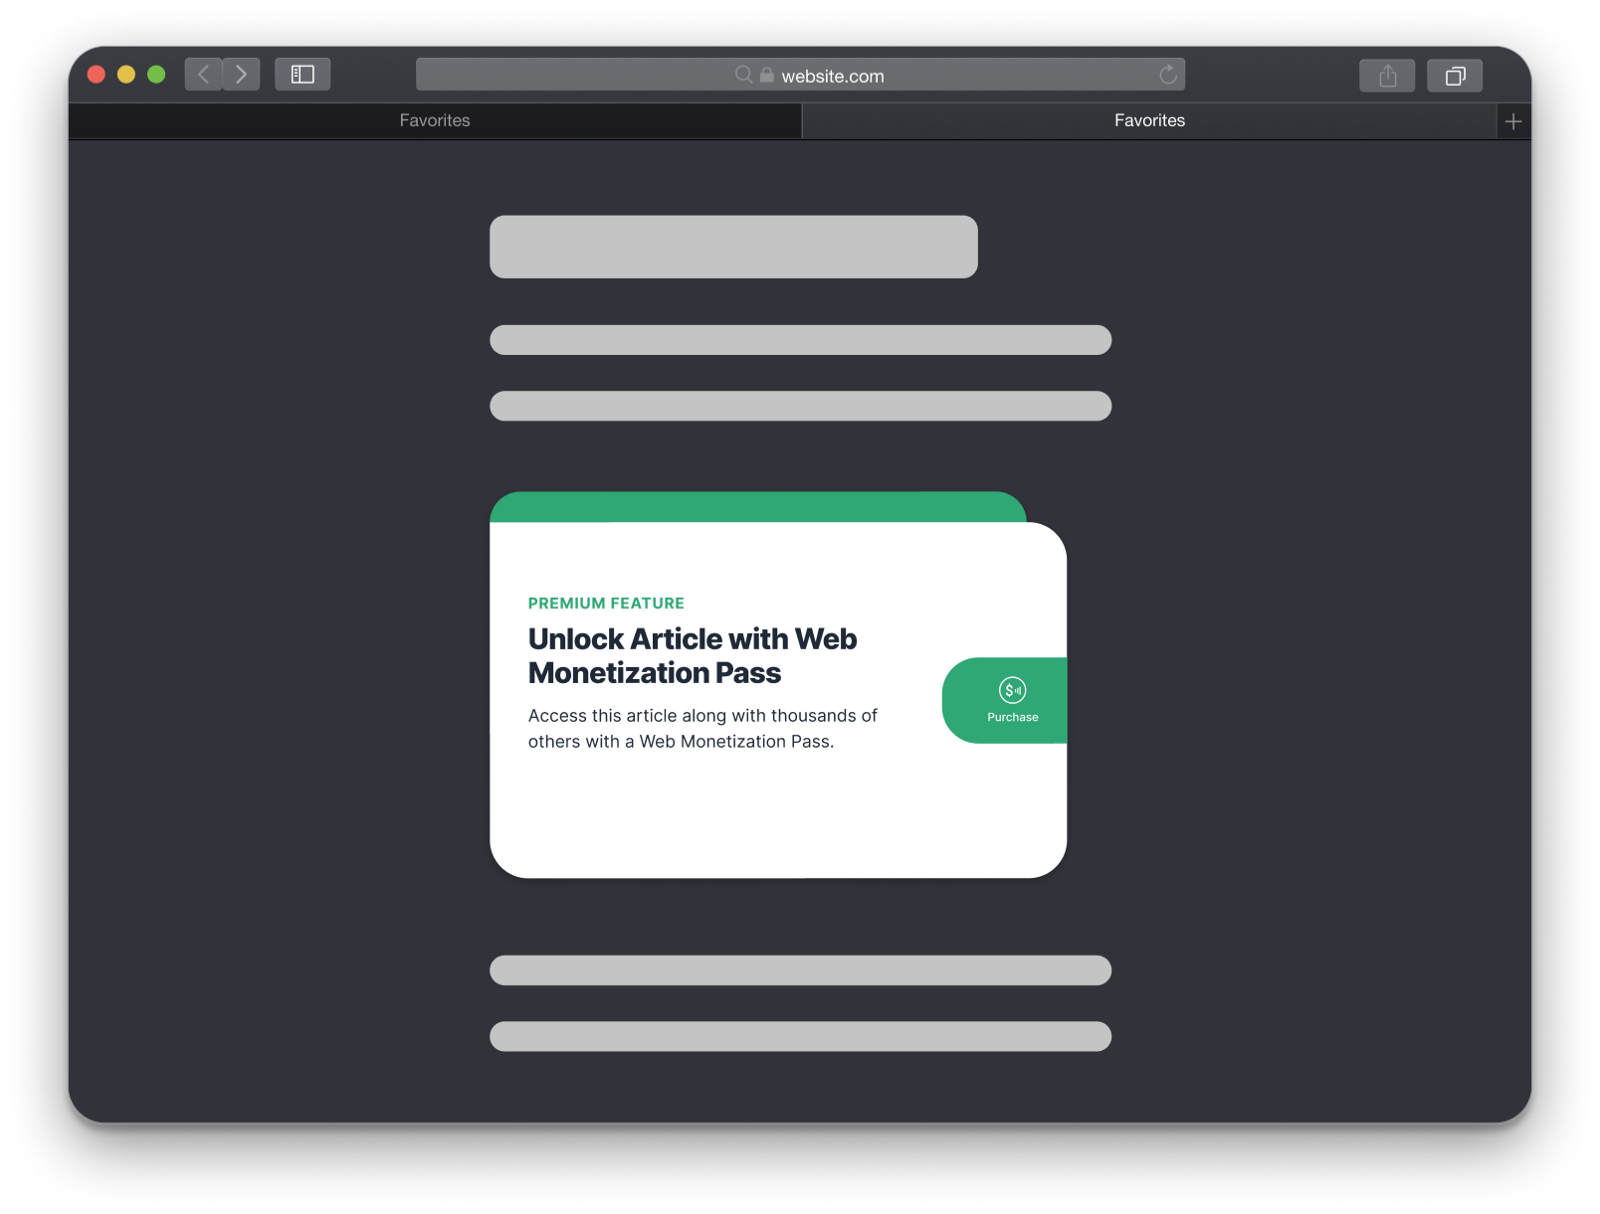 website.com
Favorites
Favorites
PREMIUM FEATURE
Unlock Article with Web
Monetization Pass
Access this article along with thousands of
others with a Web Monetization Pass.
$
Purchase